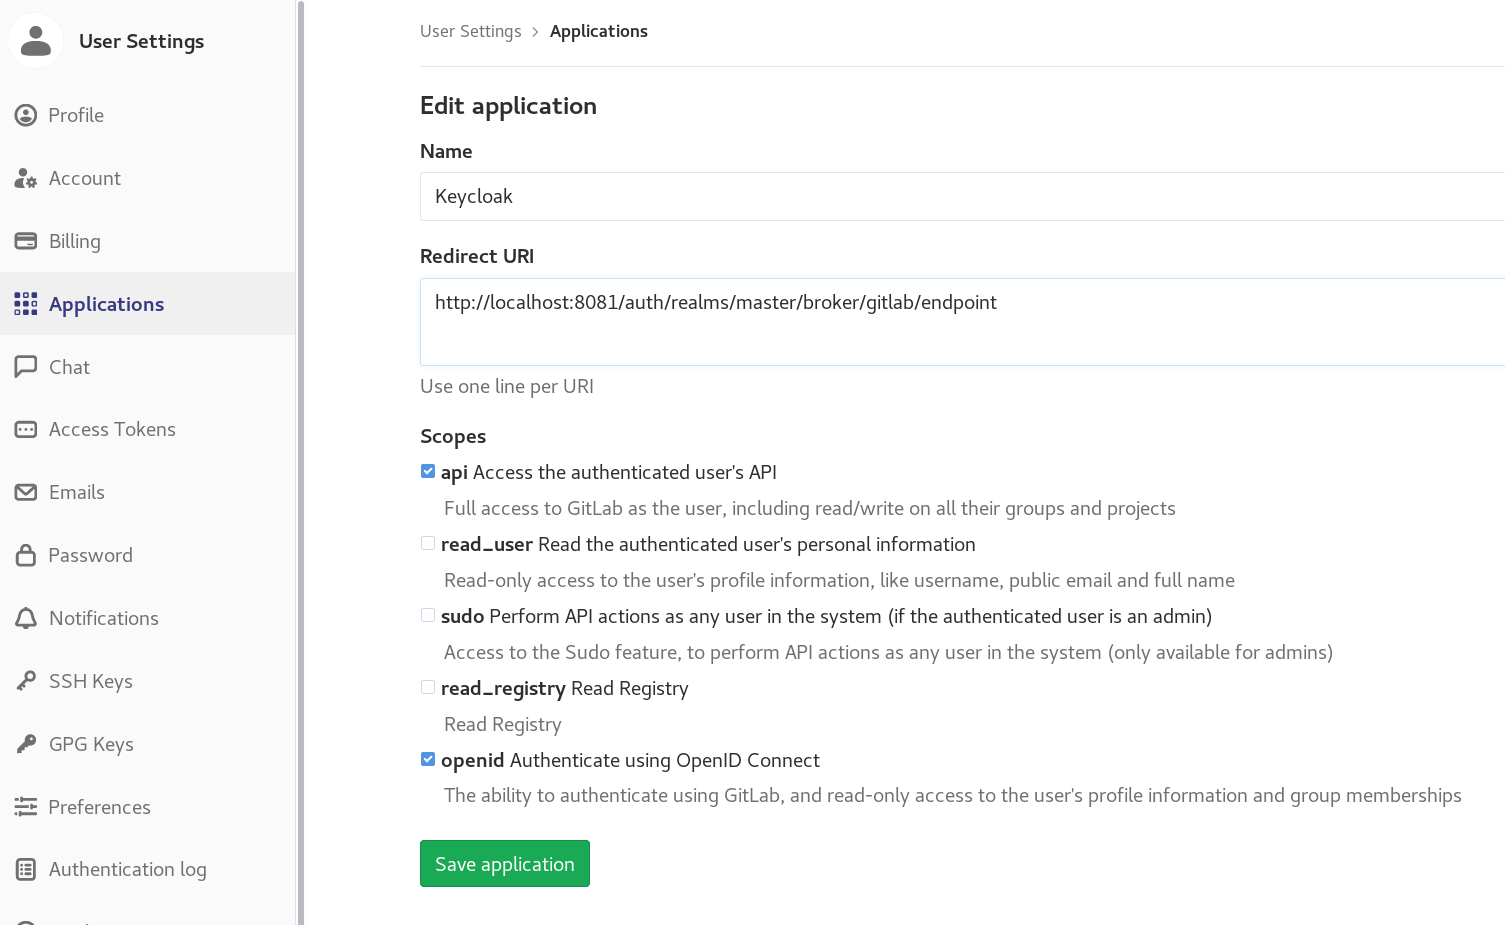 User Settings
Profile
Account
Billing
Applications
Chat
Access Tokens
Emails
Password
Notifications
SSH Keys
GPG Keys
Preferences
Authentication log
User Settings > Applications
Edit application
Name
Keycloak
Redirect URI
http://localhost:8081/auth/realms/master/broker/gitlab/endpoint
Use one line per URI
Scopes
api Access the authenticated user's API
Full access to GitLab as the user, including read/write on all their groups and projects
read_user Read the authenticated user's personal information
Read-only access to the user's profile information, like username, public email and full name
sudo Perform API actions as any user in the system (if the authenticated user is an admin)
Access to the Sudo feature, to perform API actions as any user in the system (only available for admins)
read_registry Read Registry
Read Registry
openid Authenticate using OpenID Connect
The ability to authenticate using GitLab, and read-only access to the user's profile information and group memberships
Save application